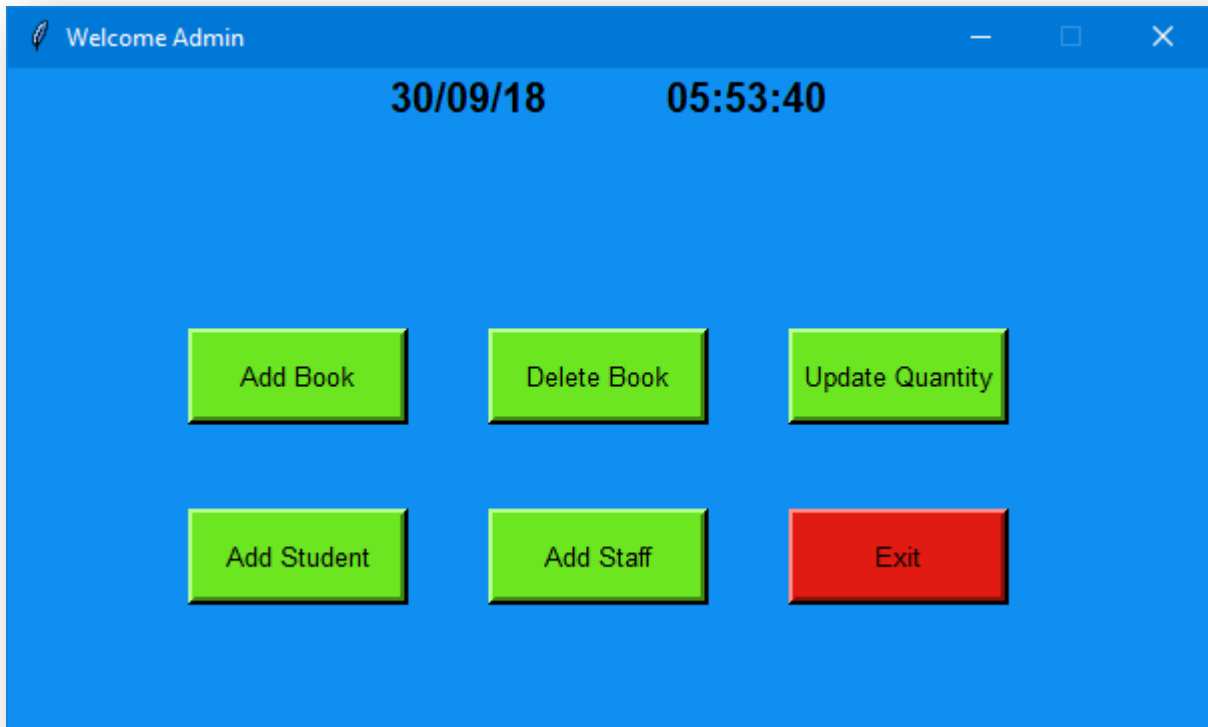 Welcome Admin
30/09/18 05:53:40
Add Book Delete Book Update Quantity
Add Student Add Staff Exit